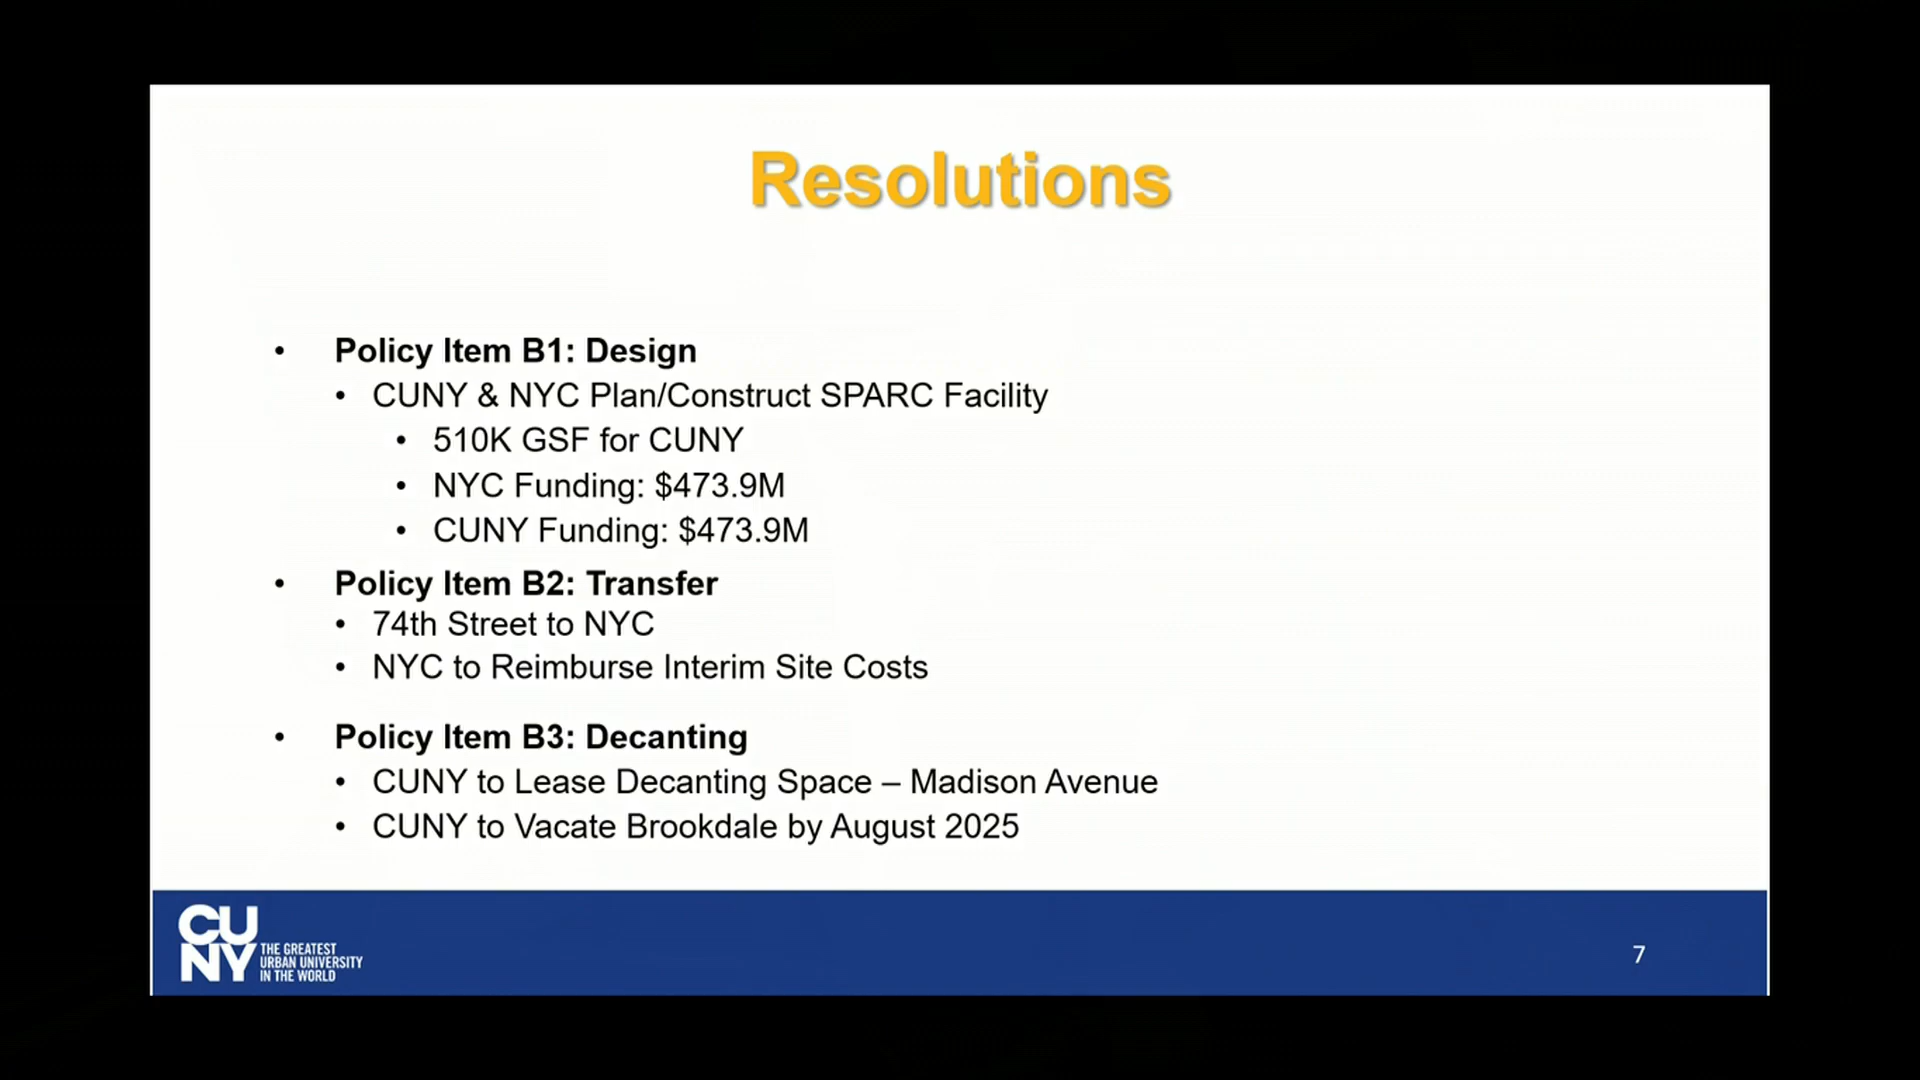 Resolutions
• Policy Item B1: Design
• CUNY & NYC Plan/Construct SPARC Facility
• 510K GSF for CUNY
• NYC Funding: $473.9M
• CUNY Funding: $473.9M
• Policy Item B2: Transfer
• 74th Street to NYC
• NYC to Reimburse Interim Site Costs
• Policy Item B3: Decanting
• CUNY to Lease Decanting Space – Madison Avenue
• CUNY to Vacate Brookdale by August 2025
CU
NY
THE GREATEST
URBAN UNIVERSITY
IN THE WORLD
7